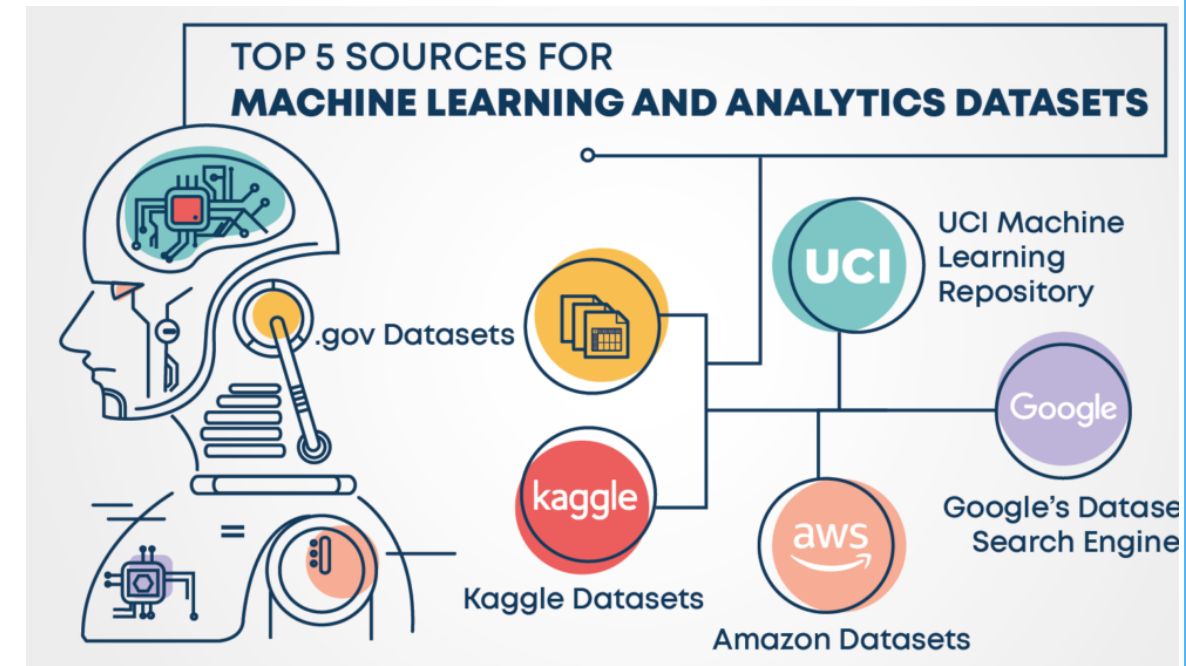 TOP 5 SOURCES FOR
MACHINE LEARNING AND ANALYTICS DATASETS
UCI
UCI Machine
Learning
Repository
.gov Datasets
Google
Google's Datase
Search Engine
kaggle
Kaggle Datasets
aws
Amazon Datasets